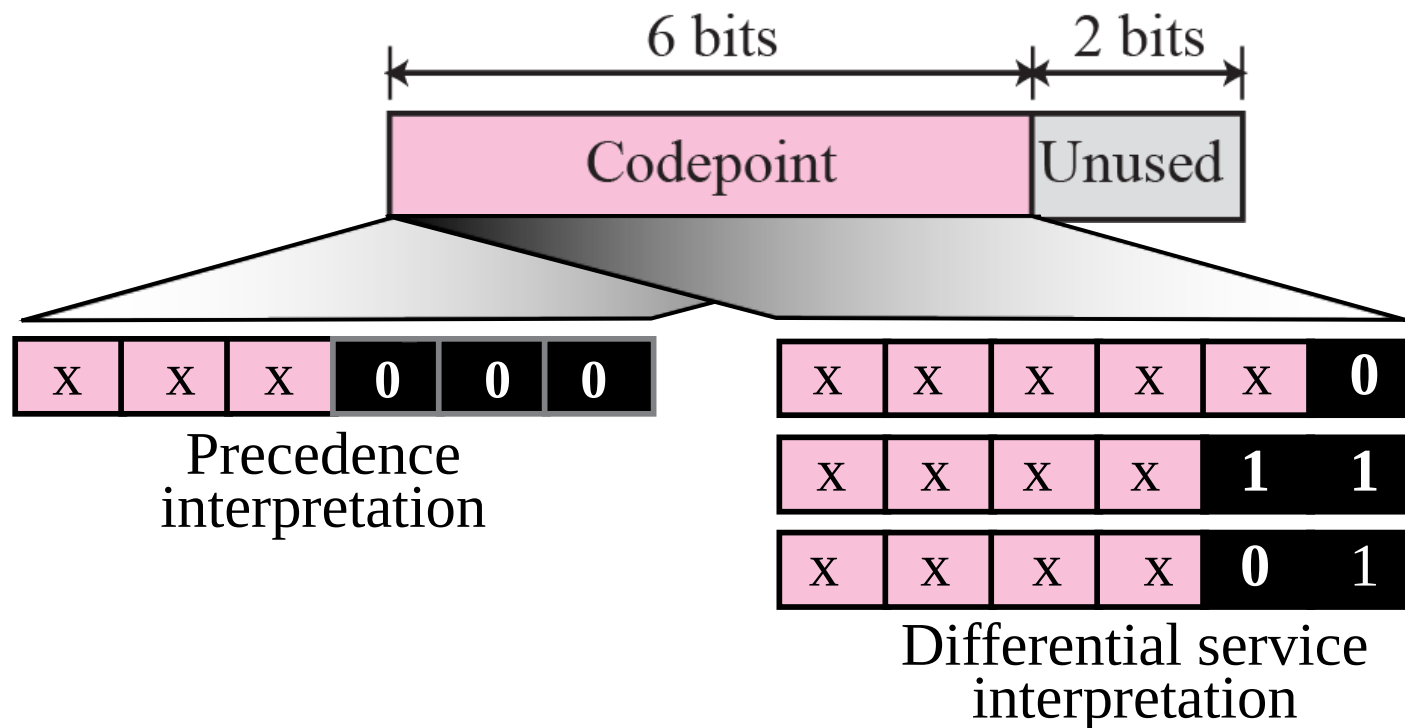 6 bits 2 bits
Codepoint Unused
x x x 0 0 0
Precedence
interpretation
x x x x x 0
x x x x 1 1
x x x x 0 1
Differential service
interpretation